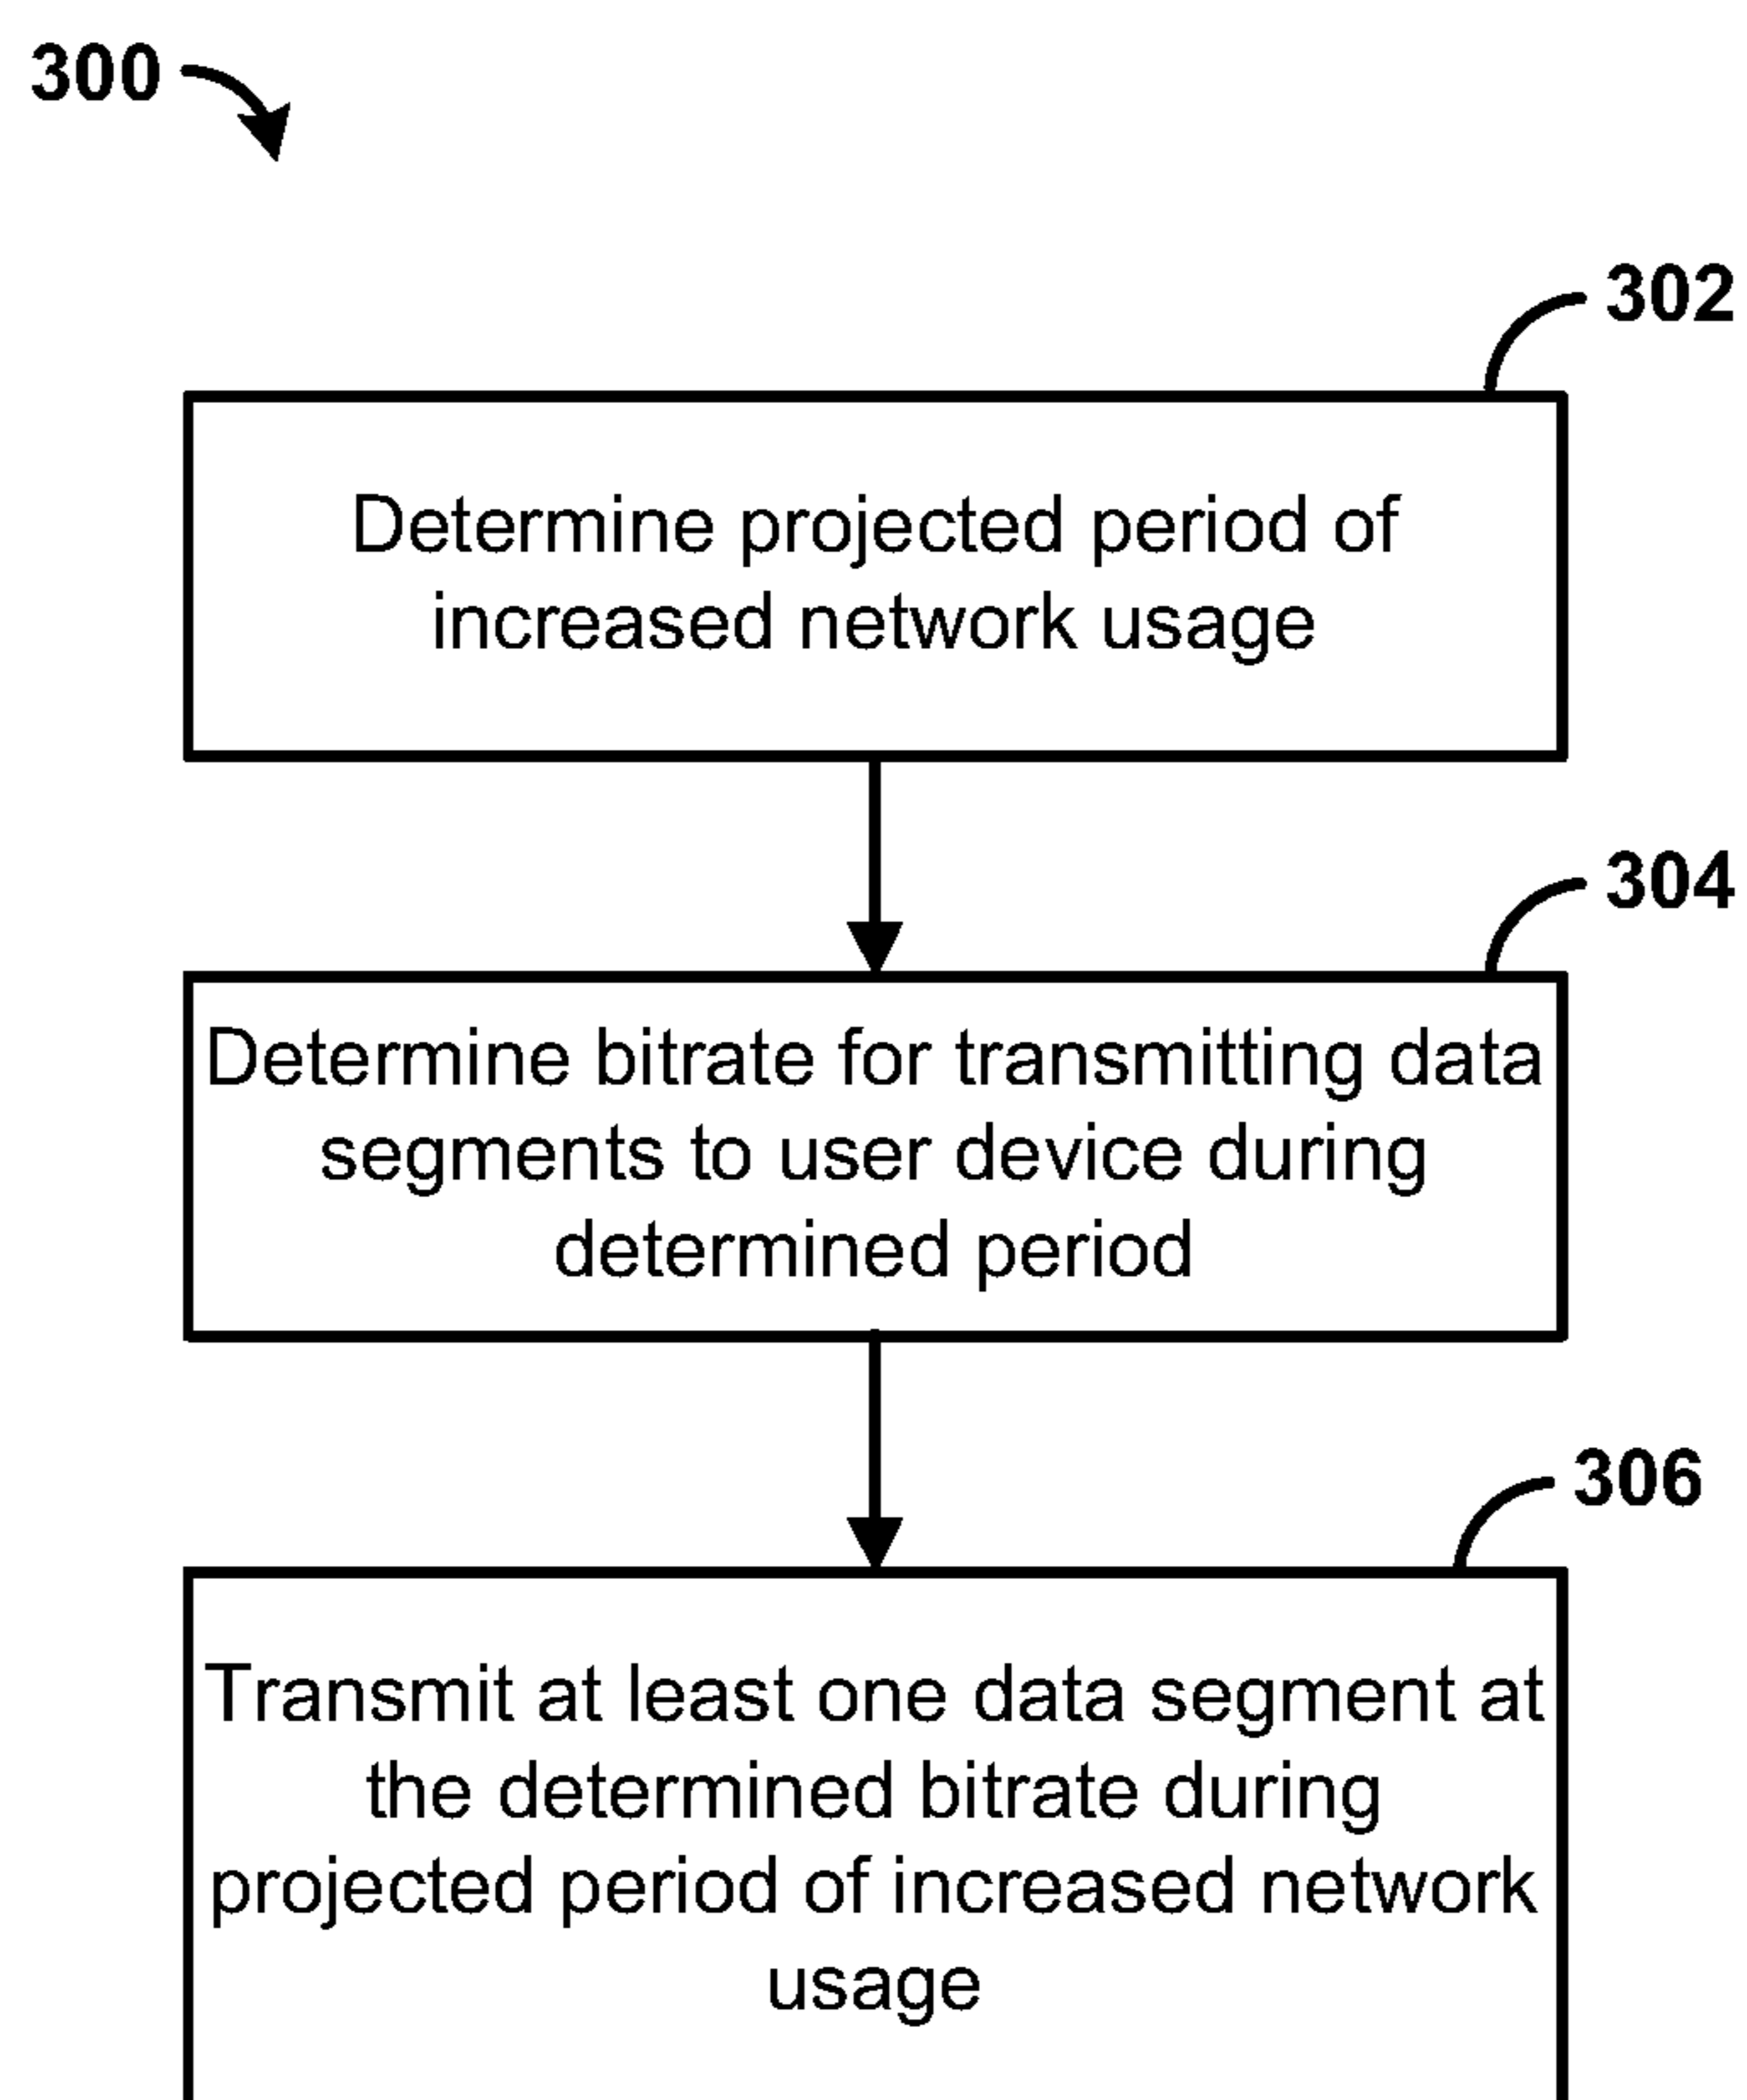 300
302
Determine projected period of
increased network usage
304
Determine bitrate for transmitting data
segments to user device during
determined period
306
Transmit at least one data segment at
the determined bitrate during
projected period of increased network
usage